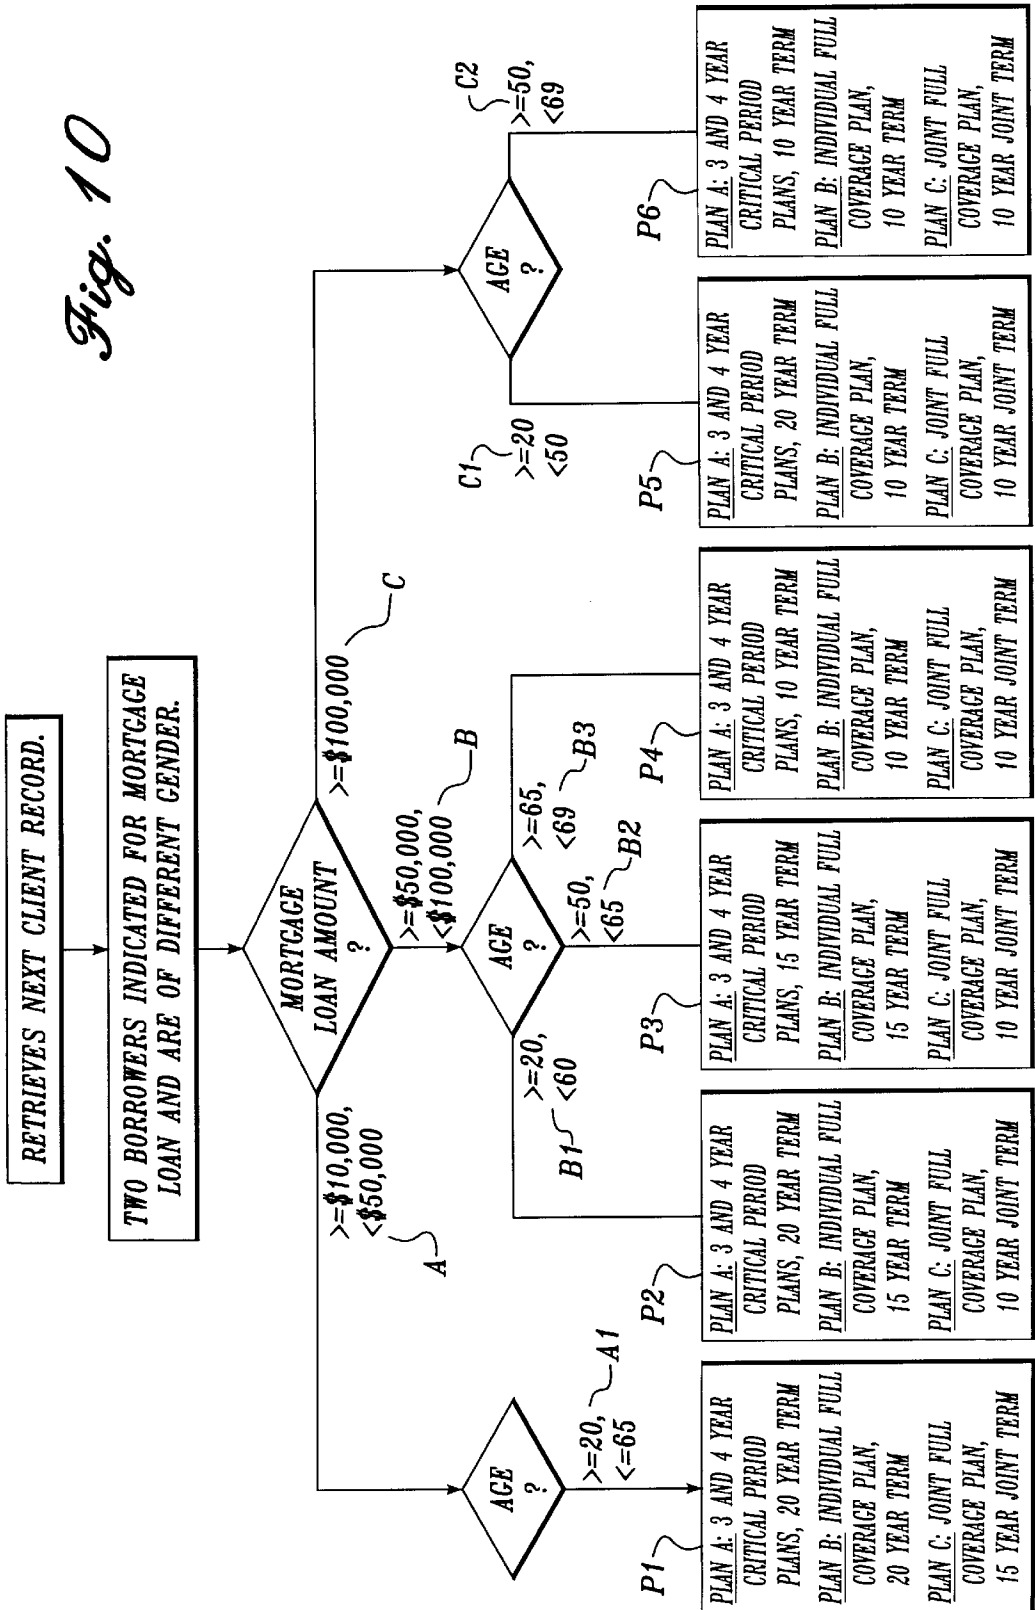 Fig. 10
RETRIEVES NEXT CLIENT RECORD.
TWO BORROWERS INDICATED FOR MORTGAGE
LOAN AND ARE OF DIFFERENT GENDER.
MORTGAGE
LOAN AMOUNT
?
>=$10,000,
<$50,000
A
>=$50,000,
<$100,000
B
>=$100,000
C
AGE
?
>=20,
<=65
A1
AGE
?
>=20,
<60
B1
>=50,
<65
B2
>=65,
<69
B3
AGE
?
C1
>=20
<50
C2
>=50,
<69
P1
PLAN A: 3 AND 4 YEAR
CRITICAL PERIOD
PLANS, 20 YEAR TERM
PLAN B: INDIVIDUAL FULL
COVERAGE PLAN,
20 YEAR TERM
PLAN C: JOINT FULL
COVERAGE PLAN,
15 YEAR JOINT TERM
P2
PLAN A: 3 AND 4 YEAR
CRITICAL PERIOD
PLANS, 20 YEAR TERM
PLAN B: INDIVIDUAL FULL
COVERAGE PLAN,
15 YEAR TERM
PLAN C: JOINT FULL
COVERAGE PLAN,
10 YEAR JOINT TERM
P3
PLAN A: 3 AND 4 YEAR
CRITICAL PERIOD
PLANS, 15 YEAR TERM
PLAN B: INDIVIDUAL FULL
COVERAGE PLAN,
15 YEAR TERM
PLAN C: JOINT FULL
COVERAGE PLAN,
10 YEAR JOINT TERM
P4
PLAN A: 3 AND 4 YEAR
CRITICAL PERIOD
PLANS, 10 YEAR TERM
PLAN B: INDIVIDUAL FULL
COVERAGE PLAN,
10 YEAR TERM
PLAN C: JOINT FULL
COVERAGE PLAN,
10 YEAR JOINT TERM
P5
PLAN A: 3 AND 4 YEAR
CRITICAL PERIOD
PLANS, 20 YEAR TERM
PLAN B: INDIVIDUAL FULL
COVERAGE PLAN,
10 YEAR TERM
PLAN C: JOINT FULL
COVERAGE PLAN,
10 YEAR JOINT TERM
P6
PLAN A: 3 AND 4 YEAR
CRITICAL PERIOD
PLANS, 10 YEAR TERM
PLAN B: INDIVIDUAL FULL
COVERAGE PLAN,
10 YEAR TERM
PLAN C: JOINT FULL
COVERAGE PLAN,
10 YEAR JOINT TERM